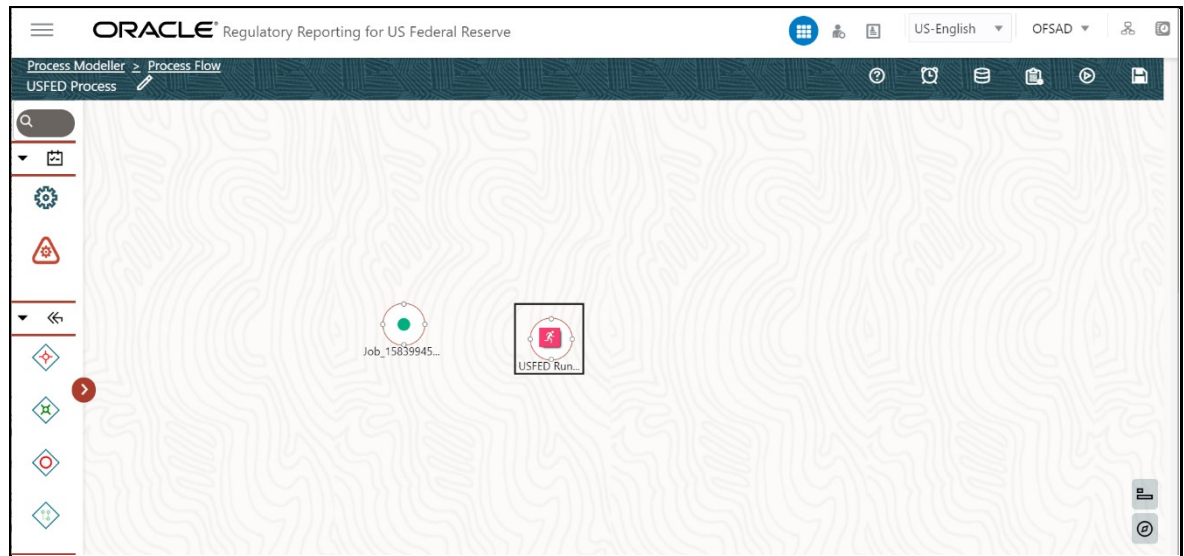 ORACLE® Regulatory Reporting for US Federal Reserve
US-English
OFSAD
Process Modeller > Process Flow
USFED Process
Job_15839945...
USFED Run...